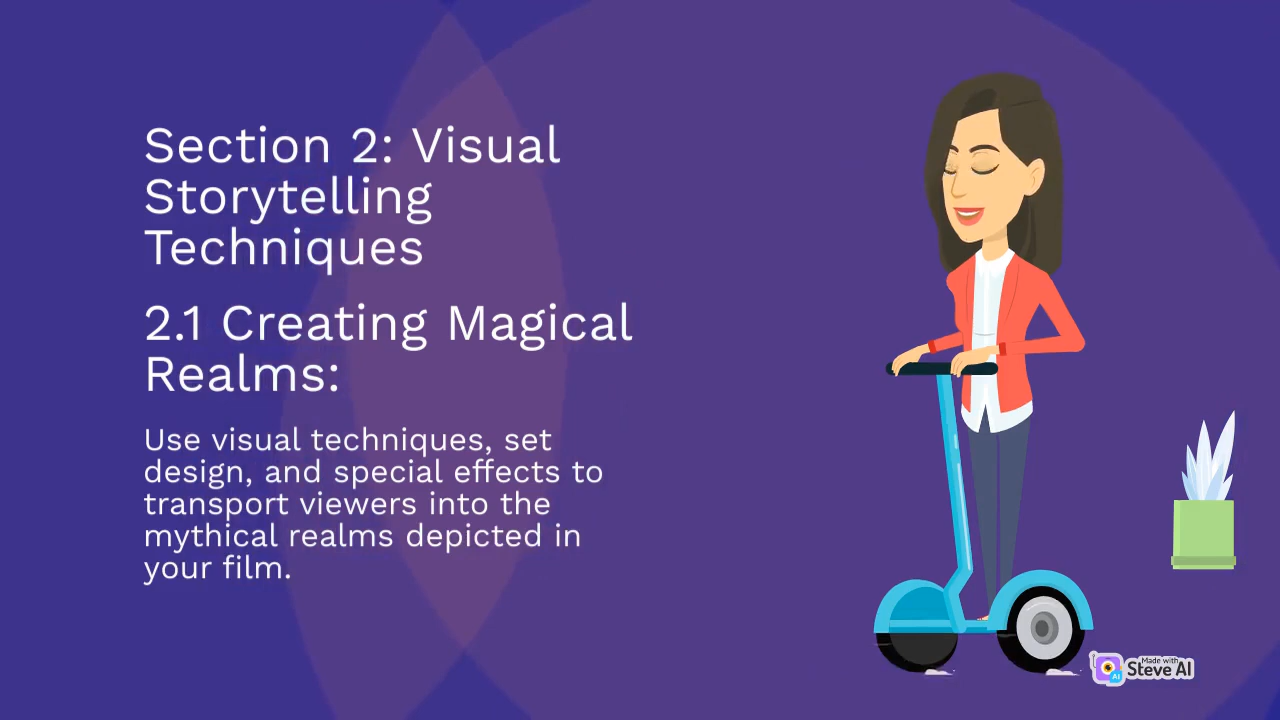 Section 2: Visual
Storytelling
Techniques
2.1 Creating Magical
Realms:
Use visual techniques, set
design, and special effects to
transport viewers into the
mythical realms depicted in
your film.
Made with
Steve AI
AI